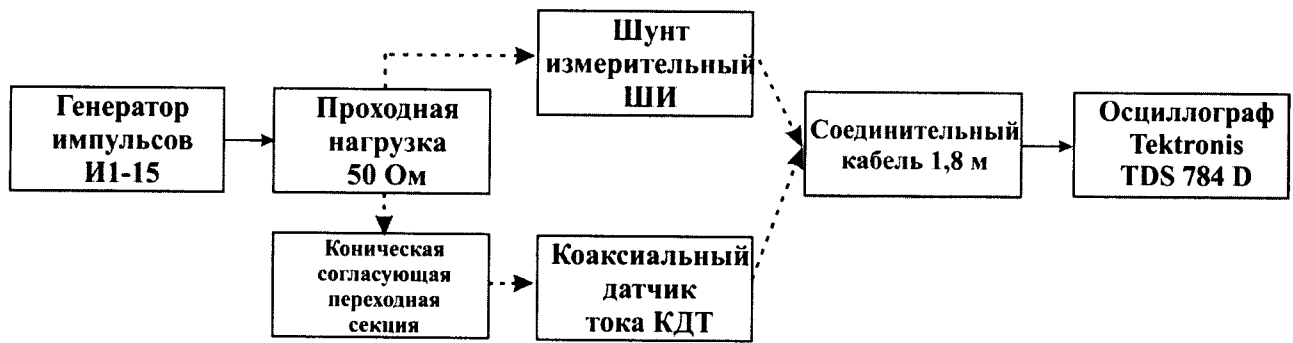 Генератор
импульсов
И1-15
Проходная
нагрузка
50 Ом
Шунт
измерительный
ШИ
Коническая
согласующая
переходная
секция
Коаксиальный
датчик
тока КДТ
Соединительный
кабель 1,8 м
Осциллограф
Tektronis
TDS 784 D